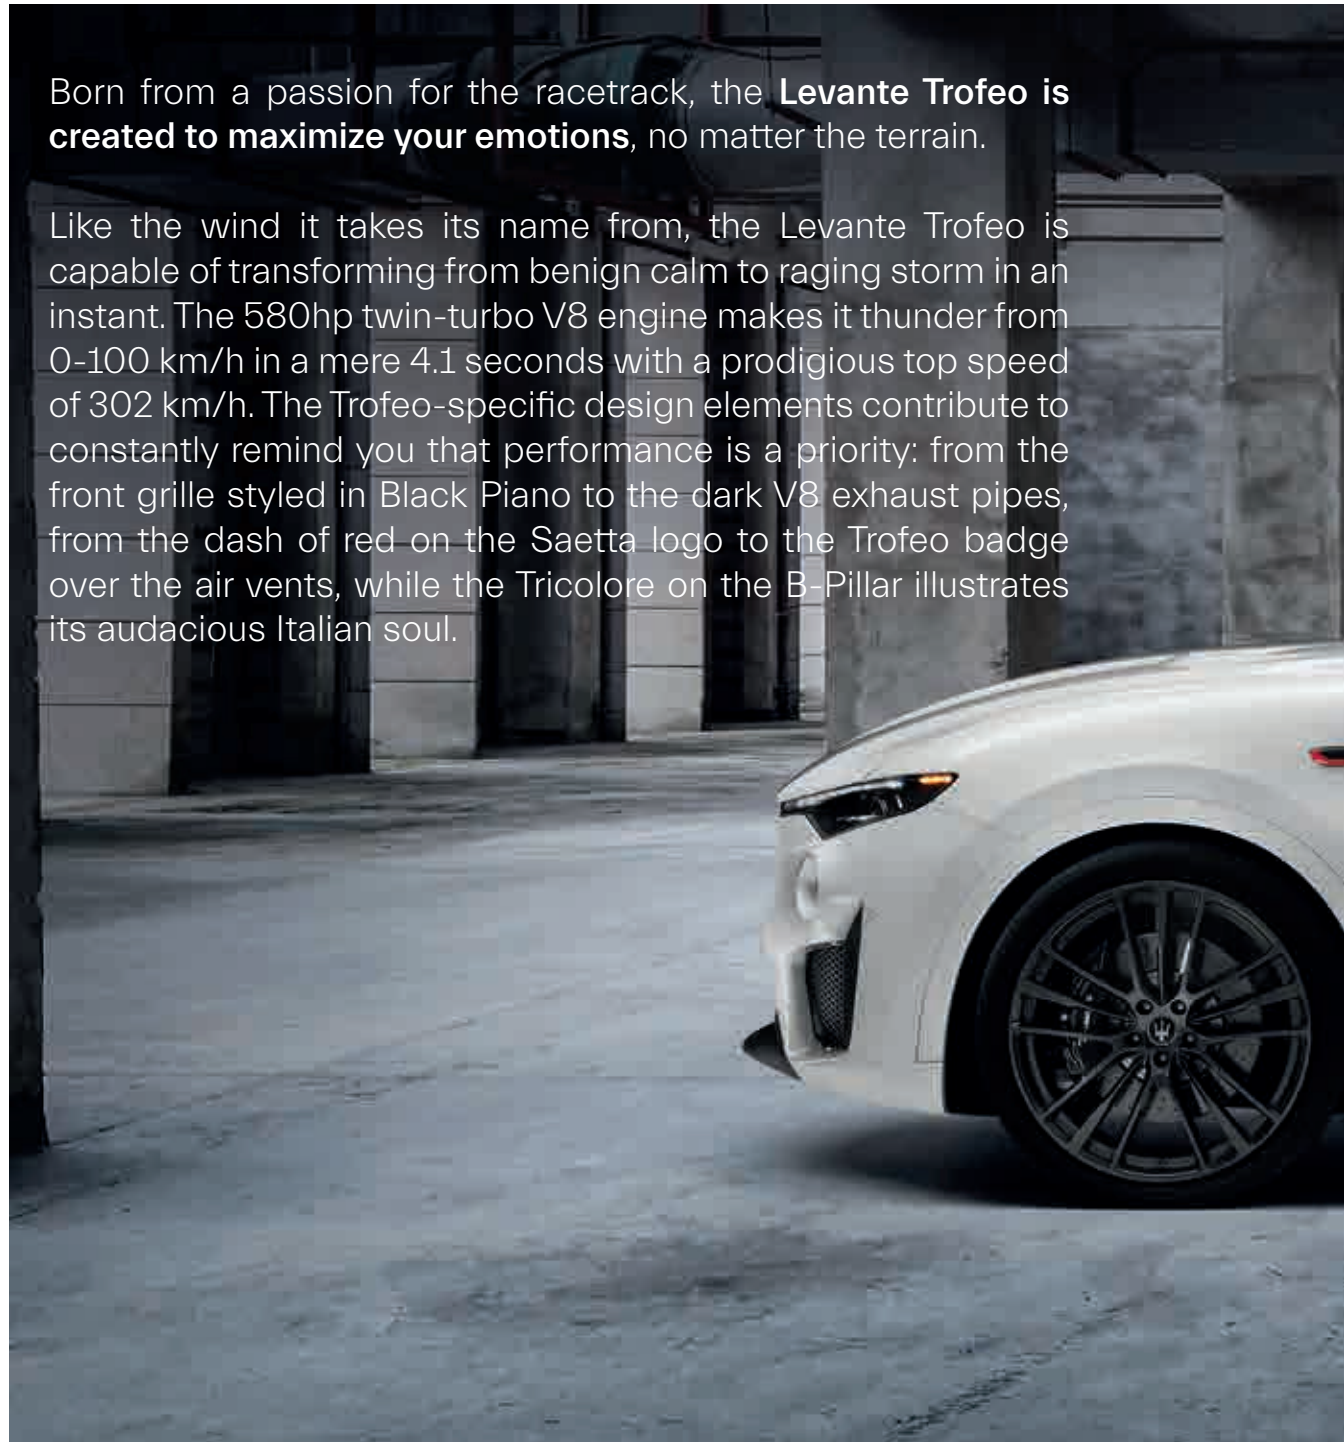 Born from a passion for the racetrack, the Levante Trofeo is
created to maximize your emotions, no matter the terrain.
Like the wind it takes its name from, the Levante Trofeo is
capable of transforming from benign calm to raging storm in an
instant. The 580hp twin-turbo V8 engine makes it thunder from
0-100 km/h in a mere 4.1 seconds with a prodigious top speed
of 302 km/h. The Trofeo-specific design elements contribute to
constantly remind you that performance is a priority: from the
front grille styled in Black Piano to the dark V8 exhaust pipes,
from the dash of red on the Saetta logo to the Trofeo badge
over the air vents, while the Tricolore on the B-Pillar illustrates
its audacious Italian soul.